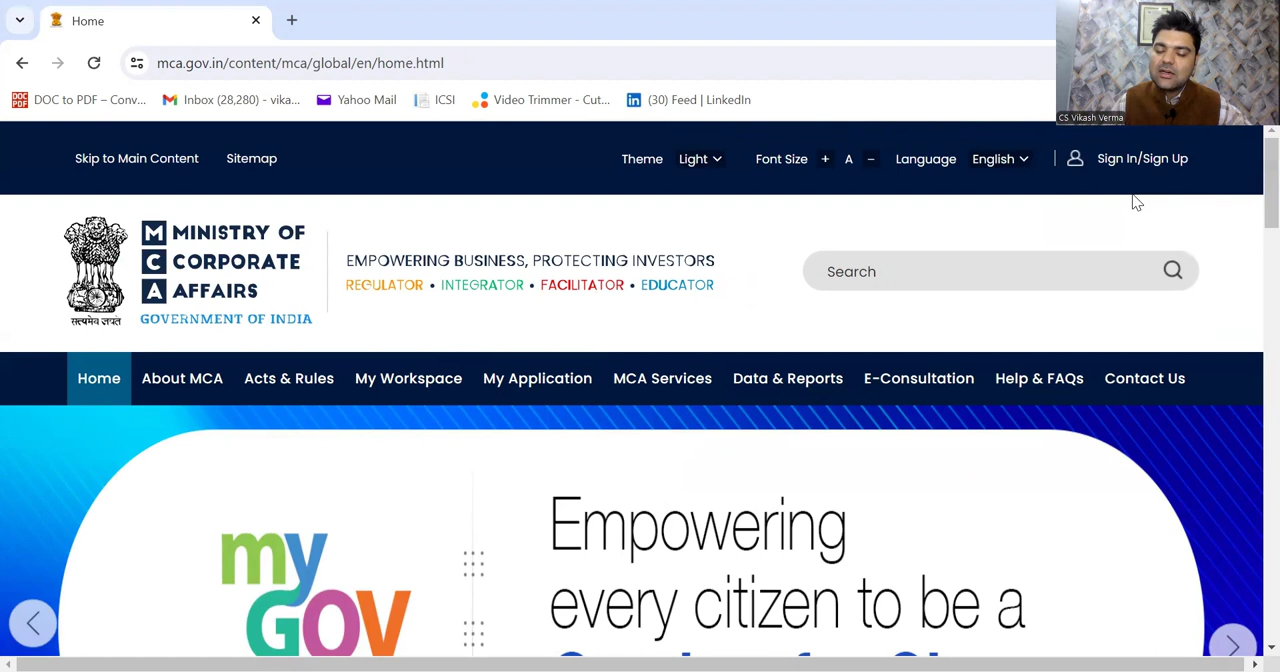 Home
mca.gov.in/content/mca/global/en/home.html
DOC to PDF – Conv... Inbox (28,280) - vika... Yahoo Mail ICSI Video Trimmer - Cut... (30) Feed | LinkedIn
CS Vikash Verma
Skip to Main Content Sitemap Theme Light Font Size + A − Language English Sign In/Sign Up
MINISTRY OF
CORPORATE
AFFAIRS
GOVERNMENT OF INDIA
सत्यमेव जयते
EMPOWERING BUSINESS, PROTECTING INVESTORS
REGULATOR • INTEGRATOR • FACILITATOR • EDUCATOR
Search
Home About MCA Acts & Rules My Workspace My Application MCA Services Data & Reports E-Consultation Help & FAQs Contact Us
my
GOV
Empowering
every citizen to be a